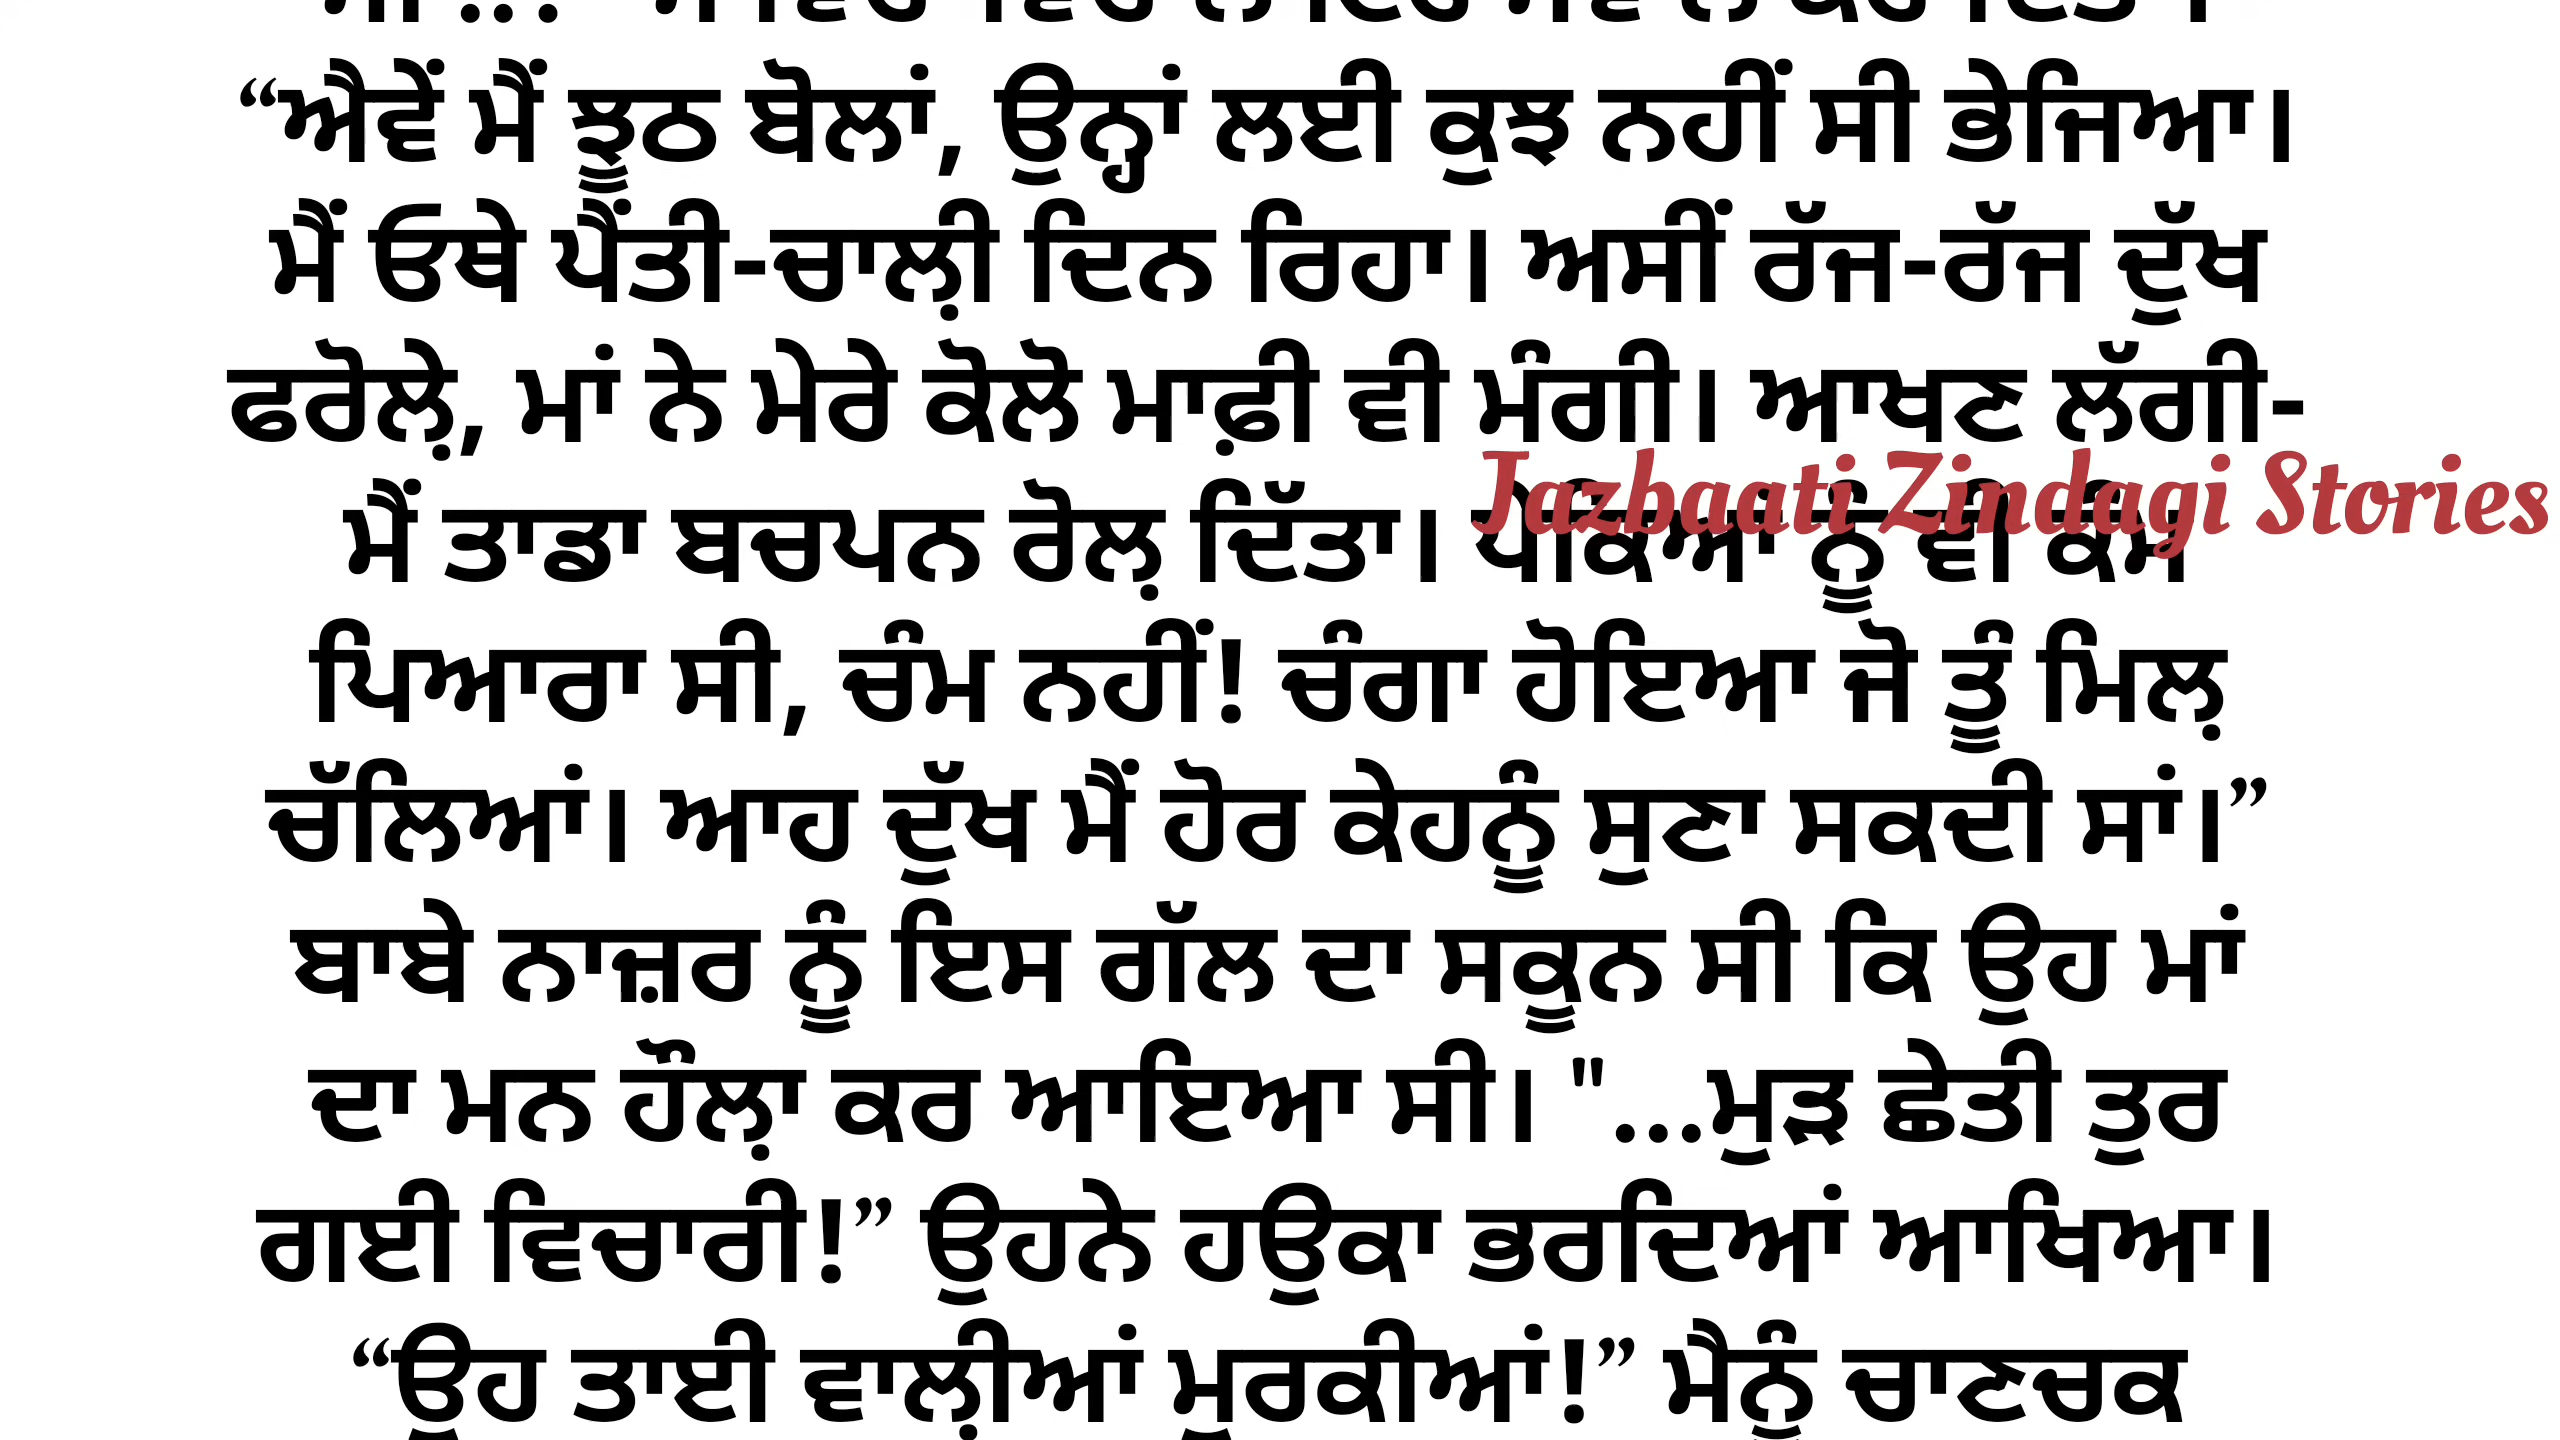 “ਐਵੇਂ ਮੈਂ ਝੂਠ ਬੋਲਾਂ, ਉਨ੍ਹਾਂ ਲਈ ਕੁਝ ਨਹੀਂ ਸੀ ਭੇਜਿਆ।
ਮੈਂ ਓਥੇ ਪੈਂਤੀ-ਚਾਲ਼ੀ ਦਿਨ ਰਿਹਾ। ਅਸੀਂ ਰੱਜ-ਰੱਜ ਦੁੱਖ
ਫਰੋਲ਼ੇ, ਮਾਂ ਨੇ ਮੇਰੇ ਕੋਲੋ ਮਾਫ਼ੀ ਵੀ ਮੰਗੀ। ਆਖਣ ਲੱਗੀ-
Jazbaati Zindagi Stories
ਮੈਂ ਤਾਡਾ ਬਚਪਨ ਰੋਲ਼ ਦਿੱਤਾ। ਪੇਕਿਆਂ ਨੂੰ ਵੀ ਕੰਮ
ਪਿਆਰਾ ਸੀ, ਚੰਮ ਨਹੀਂ! ਚੰਗਾ ਹੋਇਆ ਜੋ ਤੂੰ ਮਿਲ਼
ਚੱਲਿਆਂ। ਆਹ ਦੁੱਖ ਮੈਂ ਹੋਰ ਕੇਹਨੂੰ ਸੁਣਾ ਸਕਦੀ ਸਾਂ।”
ਬਾਬੇ ਨਾਜ਼ਰ ਨੂੰ ਇਸ ਗੱਲ ਦਾ ਸਕੂਨ ਸੀ ਕਿ ਉਹ ਮਾਂ
ਦਾ ਮਨ ਹੌਲ਼ਾ ਕਰ ਆਇਆ ਸੀ। "...ਮੁੜ ਛੇਤੀ ਤੁਰ
ਗਈ ਵਿਚਾਰੀ!” ਉਹਨੇ ਹਉਕਾ ਭਰਦਿਆਂ ਆਖਿਆ।
“ਉਹ ਤਾਈ ਵਾਲ਼ੀਆਂ ਮੁਰਕੀਆਂ!” ਮੈਨੂੰ ਚਾਣਚਕ